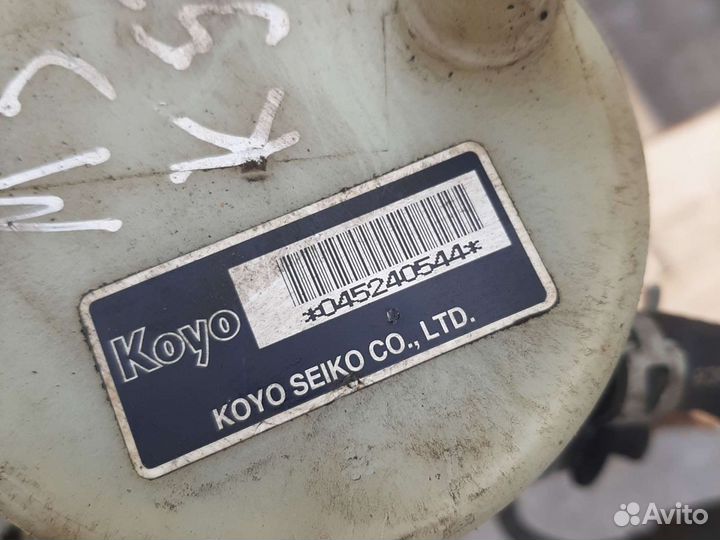 K
Koyo
*045240544*
KOYO SEIKO CO., LTD.
Avito